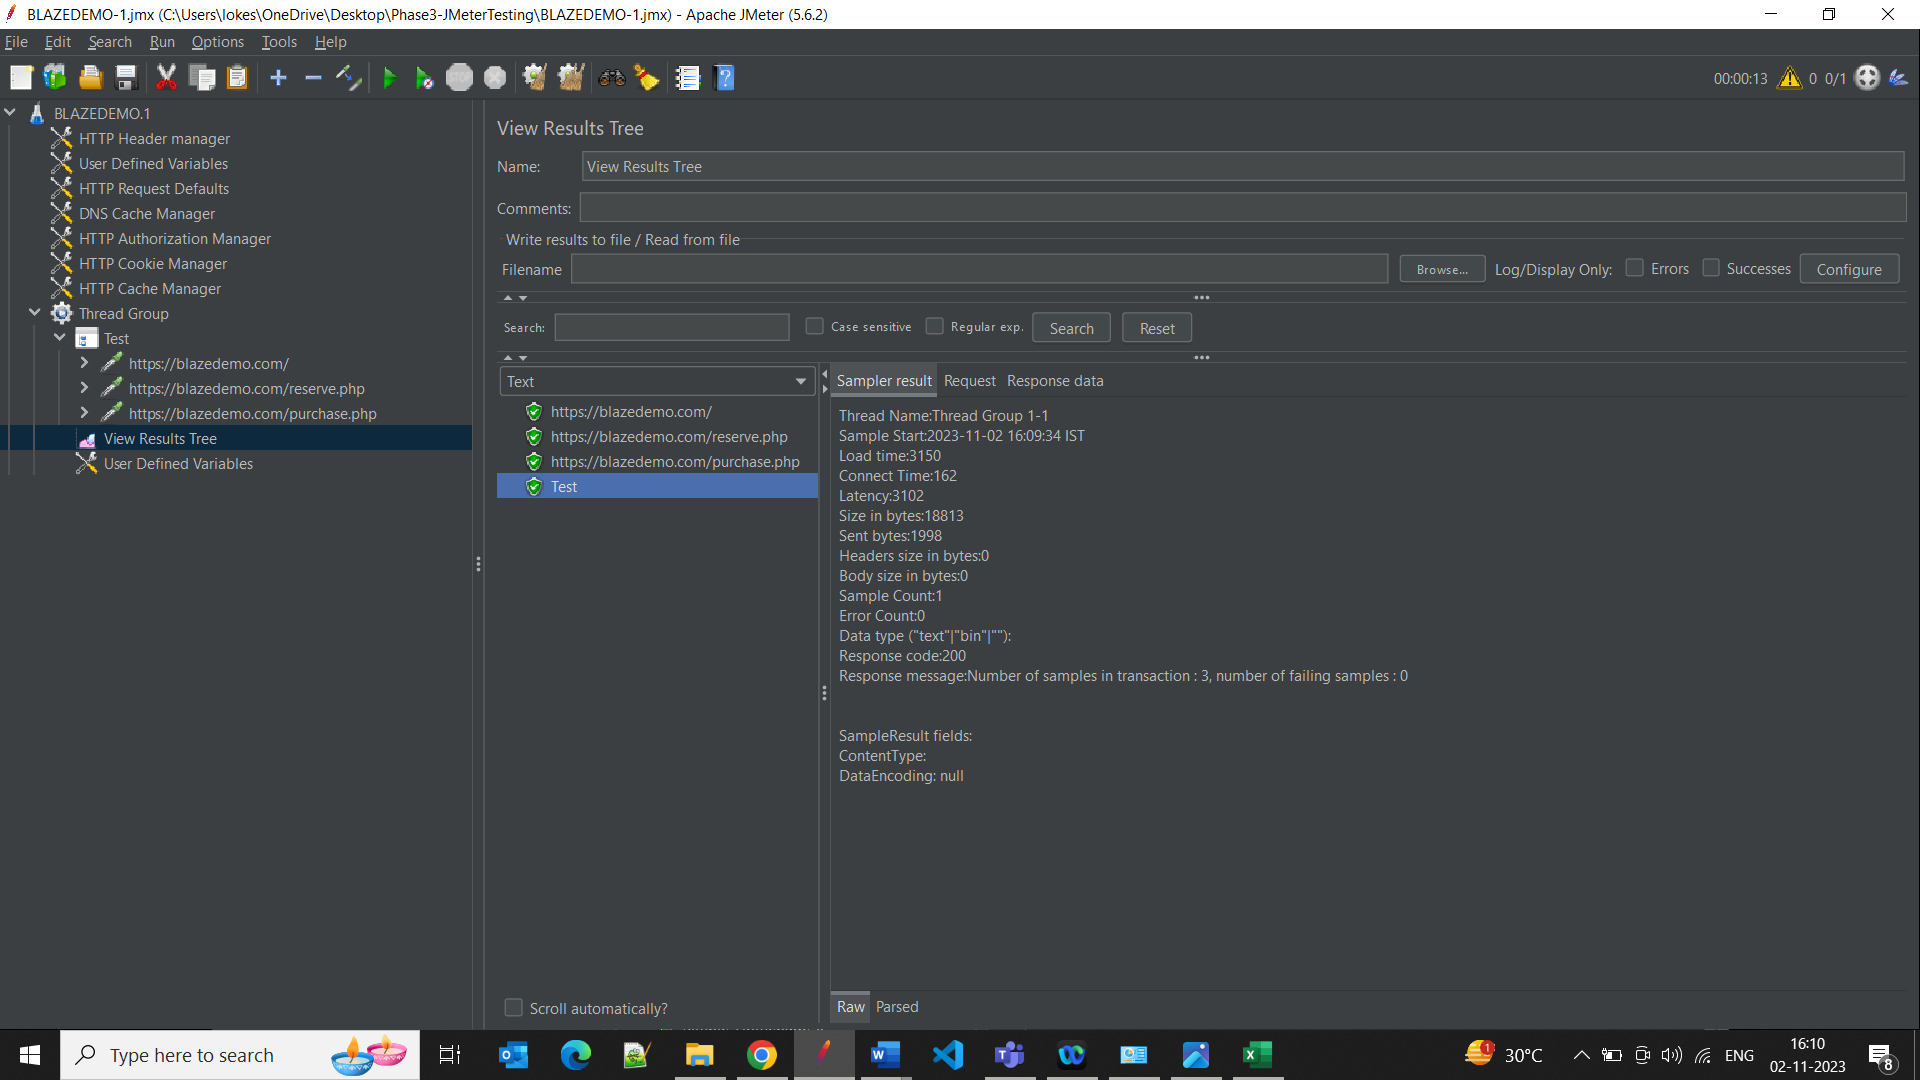 BLAZEDEMO-1.jmx (C:\Users\lokes\OneDrive\Desktop\Phase3-JMeterTesting\BLAZEDEMO-1.jmx) - Apache JMeter (5.6.2)
File Edit Search Run Options Tools Help
STOP
00:00:13 0 0/1
BLAZEDEMO.1
HTTP Header manager
User Defined Variables
HTTP Request Defaults
DNS Cache Manager
HTTP Authorization Manager
HTTP Cookie Manager
HTTP Cache Manager
Thread Group
Test
https://blazedemo.com/
https://blazedemo.com/reserve.php
https://blazedemo.com/purchase.php
View Results Tree
User Defined Variables
View Results Tree
Name: View Results Tree
Comments:
Write results to file / Read from file
Filename Browse... Log/Display Only: Errors Successes Configure
Search: Case sensitive Regular exp. Search Reset
Text
https://blazedemo.com/
https://blazedemo.com/reserve.php
https://blazedemo.com/purchase.php
Test
Scroll automatically?
Sampler result Request Response data
Thread Name:Thread Group 1-1
Sample Start:2023-11-02 16:09:34 IST
Load time:3150
Connect Time:162
Latency:3102
Size in bytes:18813
Sent bytes:1998
Headers size in bytes:0
Body size in bytes:0
Sample Count:1
Error Count:0
Data type ("text"|"bin"|""):
Response code:200
Response message:Number of samples in transaction : 3, number of failing samples : 0
SampleResult fields:
ContentType:
DataEncoding: null
Raw Parsed
Type here to search
1 30°C ENG
16:10
02-11-2023
8